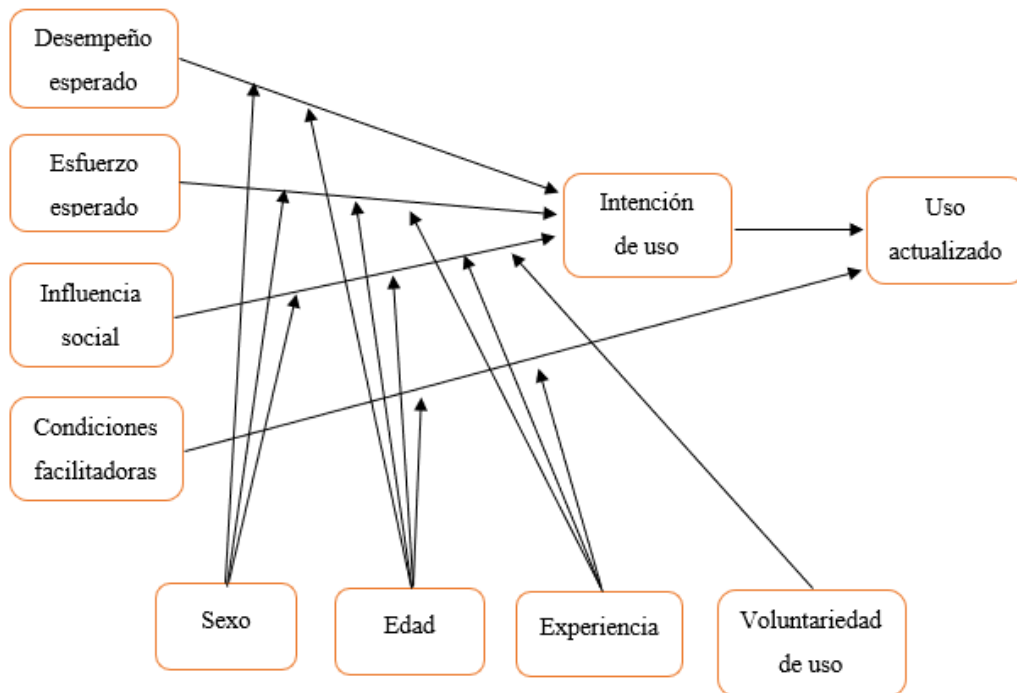 Desempeño
esperado
Esfuerzo
esperado
Influencia
social
Condiciones
facilitadoras
Intención
de uso
Uso
actualizado
Sexo
Edad
Experiencia
Voluntariedad
de uso